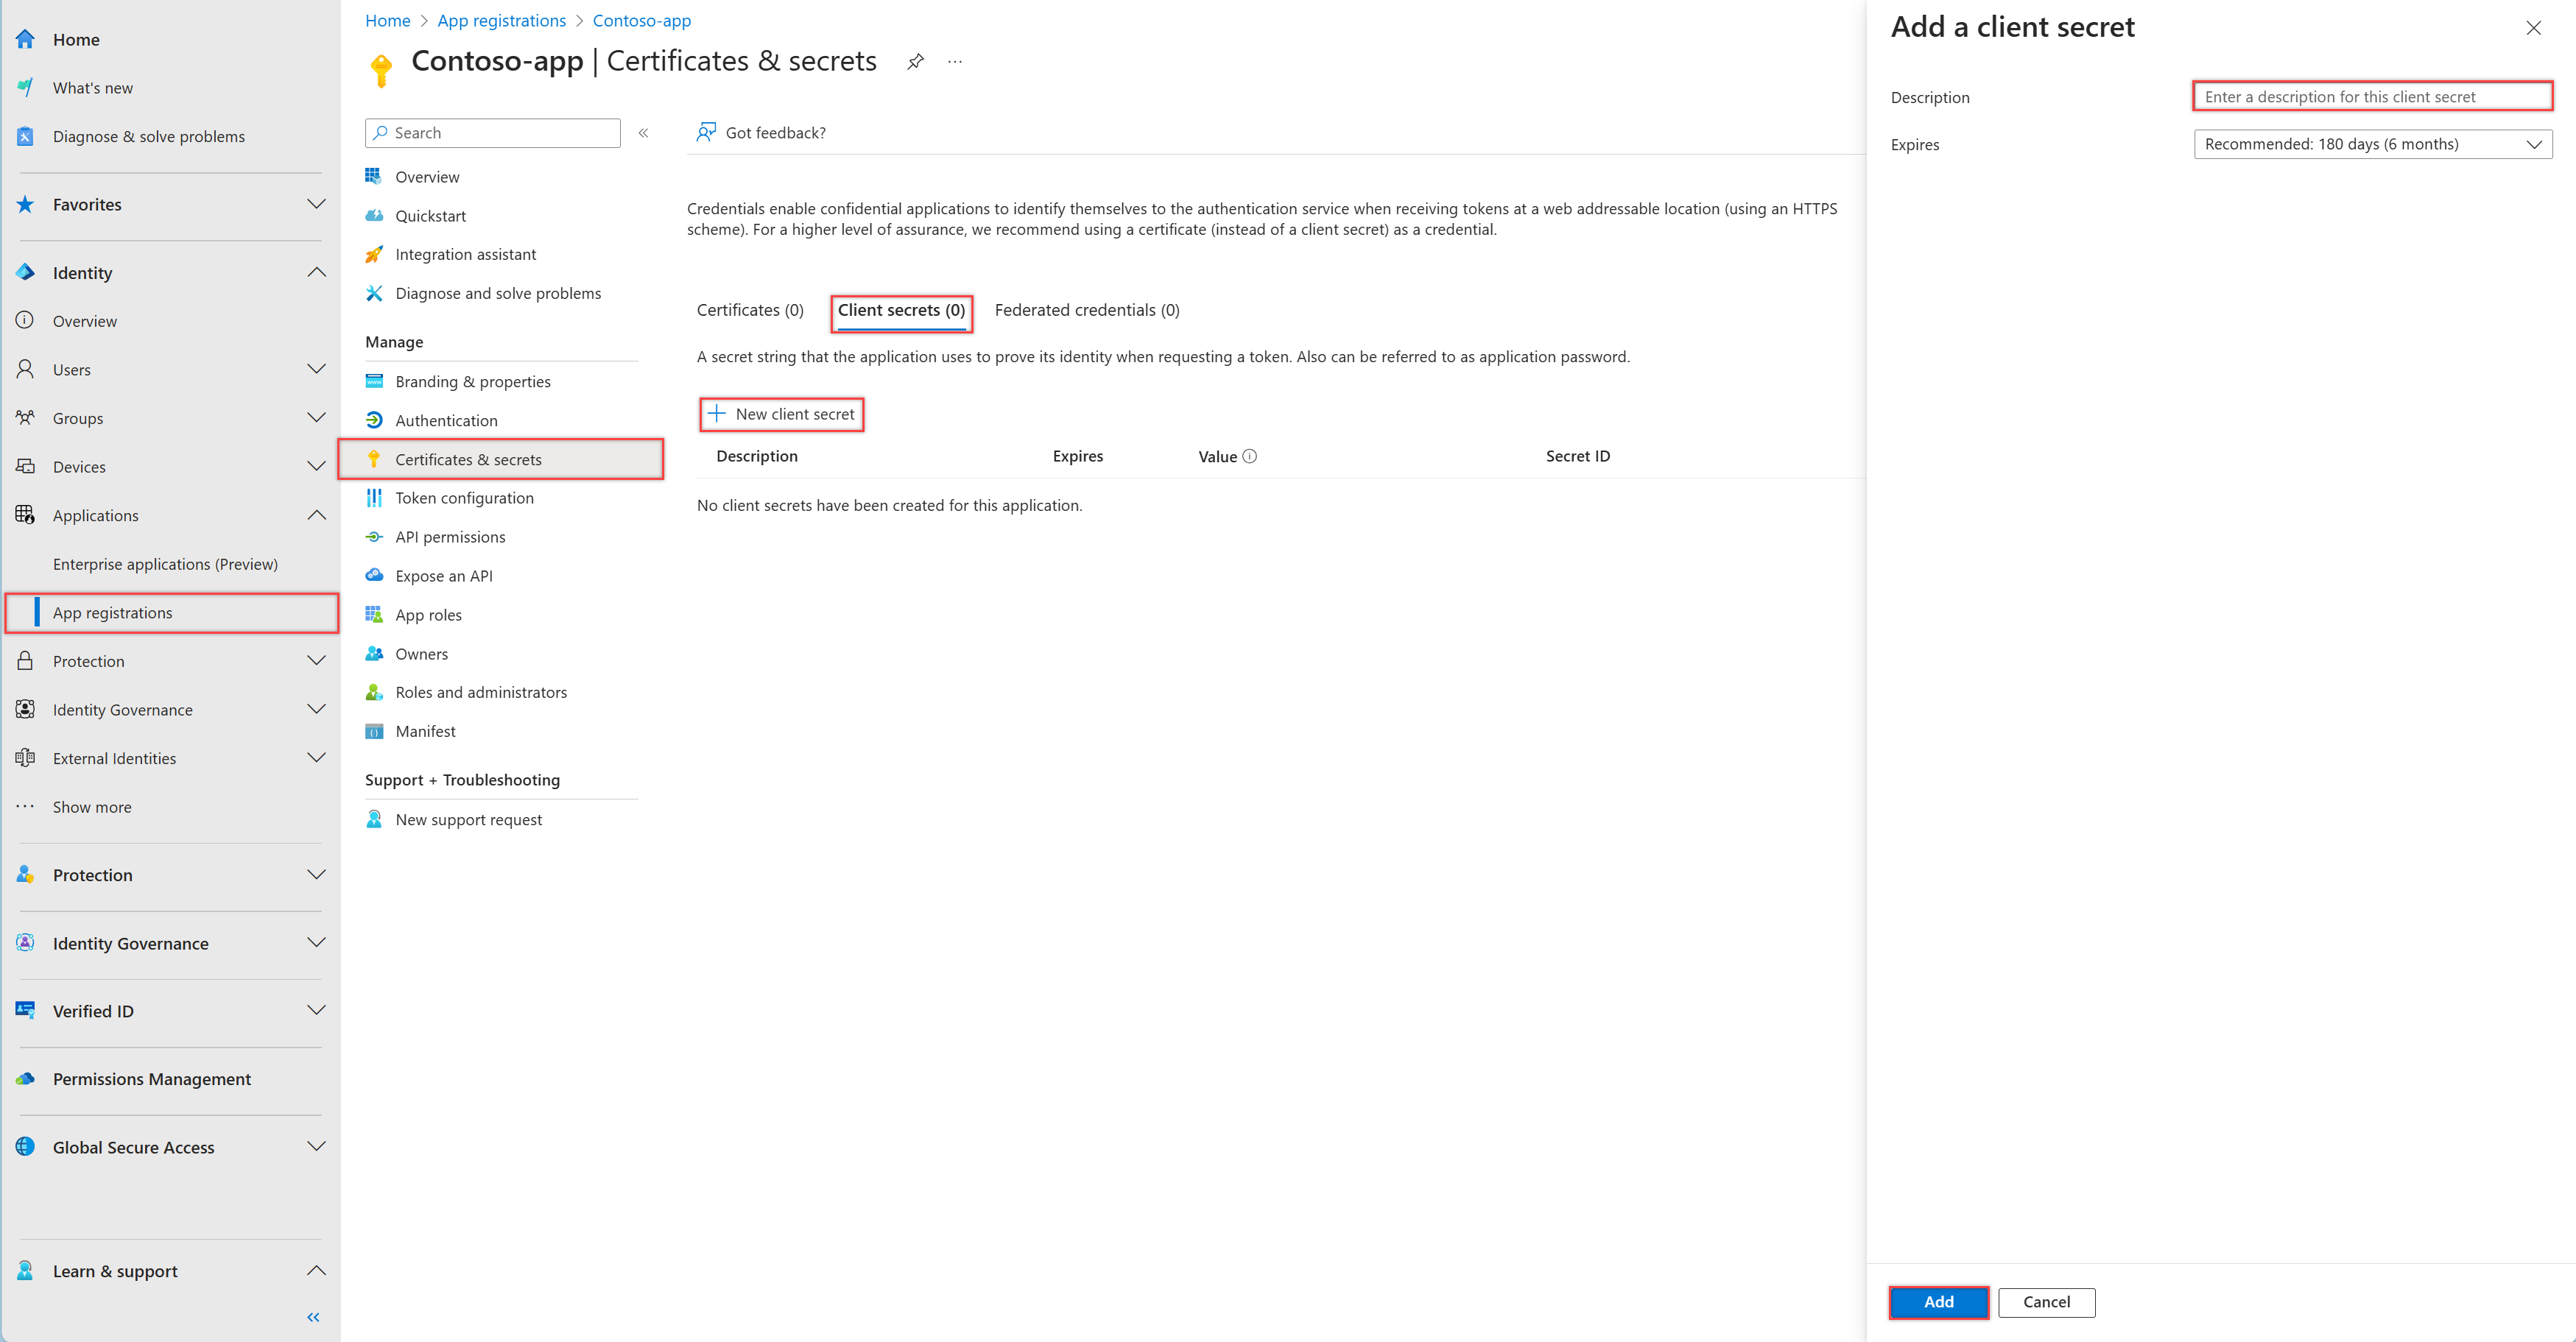 Home
What's new
Diagnose & solve problems
Favorites
Identity
Overview
Users
Groups
Devices
Applications
Enterprise applications (Preview)
App registrations
Protection
Identity Governance
External Identities
Show more
Protection
Identity Governance
Verified ID
Permissions Management
Global Secure Access
Learn & support
Home > App registrations > Contoso-app
Contoso-app | Certificates & secrets
Search
Overview
Quickstart
Integration assistant
Diagnose and solve problems
Manage
Branding & properties
Authentication
Certificates & secrets
Token configuration
API permissions
Expose an API
App roles
Owners
Roles and administrators
Manifest
Support + Troubleshooting
New support request
Got feedback?
Credentials enable confidential applications to identify themselves to the authentication service when receiving tokens at a web addressable location (using an HTTPS
scheme). For a higher level of assurance, we recommend using a certificate (instead of a client secret) as a credential.
Certificates (0) Client secrets (0) Federated credentials (0)
A secret string that the application uses to prove its identity when requesting a token. Also can be referred to as application password.
New client secret
Description Expires Value Secret ID
No client secrets have been created for this application.
Add a client secret
Description Enter a description for this client secret
Expires Recommended: 180 days (6 months)
Add Cancel